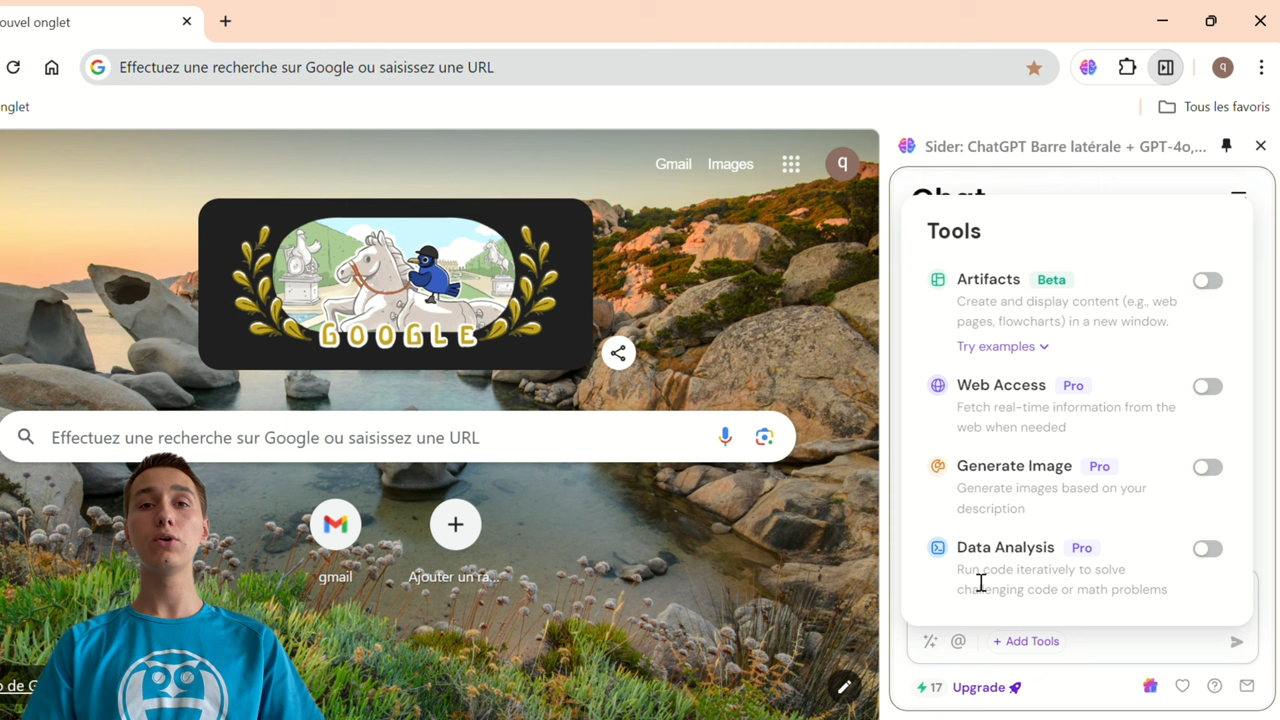 ouvel onglet
Effectuez une recherche sur Google ou saisissez une URL
q
nglet
Tous les favoris
Sider: ChatGPT Barre latérale + GPT-4o,...
Gmail
Images
q
GOOGLE
Effectuez une recherche sur Google ou saisissez une URL
gmail
Ajouter un ra...
o de G
Chat
Tools
Artifacts Beta
Create and display content (e.g., web
pages, flowcharts) in a new window.
Try examples
Web Access Pro
Fetch real-time information from the
web when needed
Generate Image Pro
Generate images based on your
description
Data Analysis Pro
Run code iteratively to solve
challenging code or math problems
@ + Add Tools
17 Upgrade